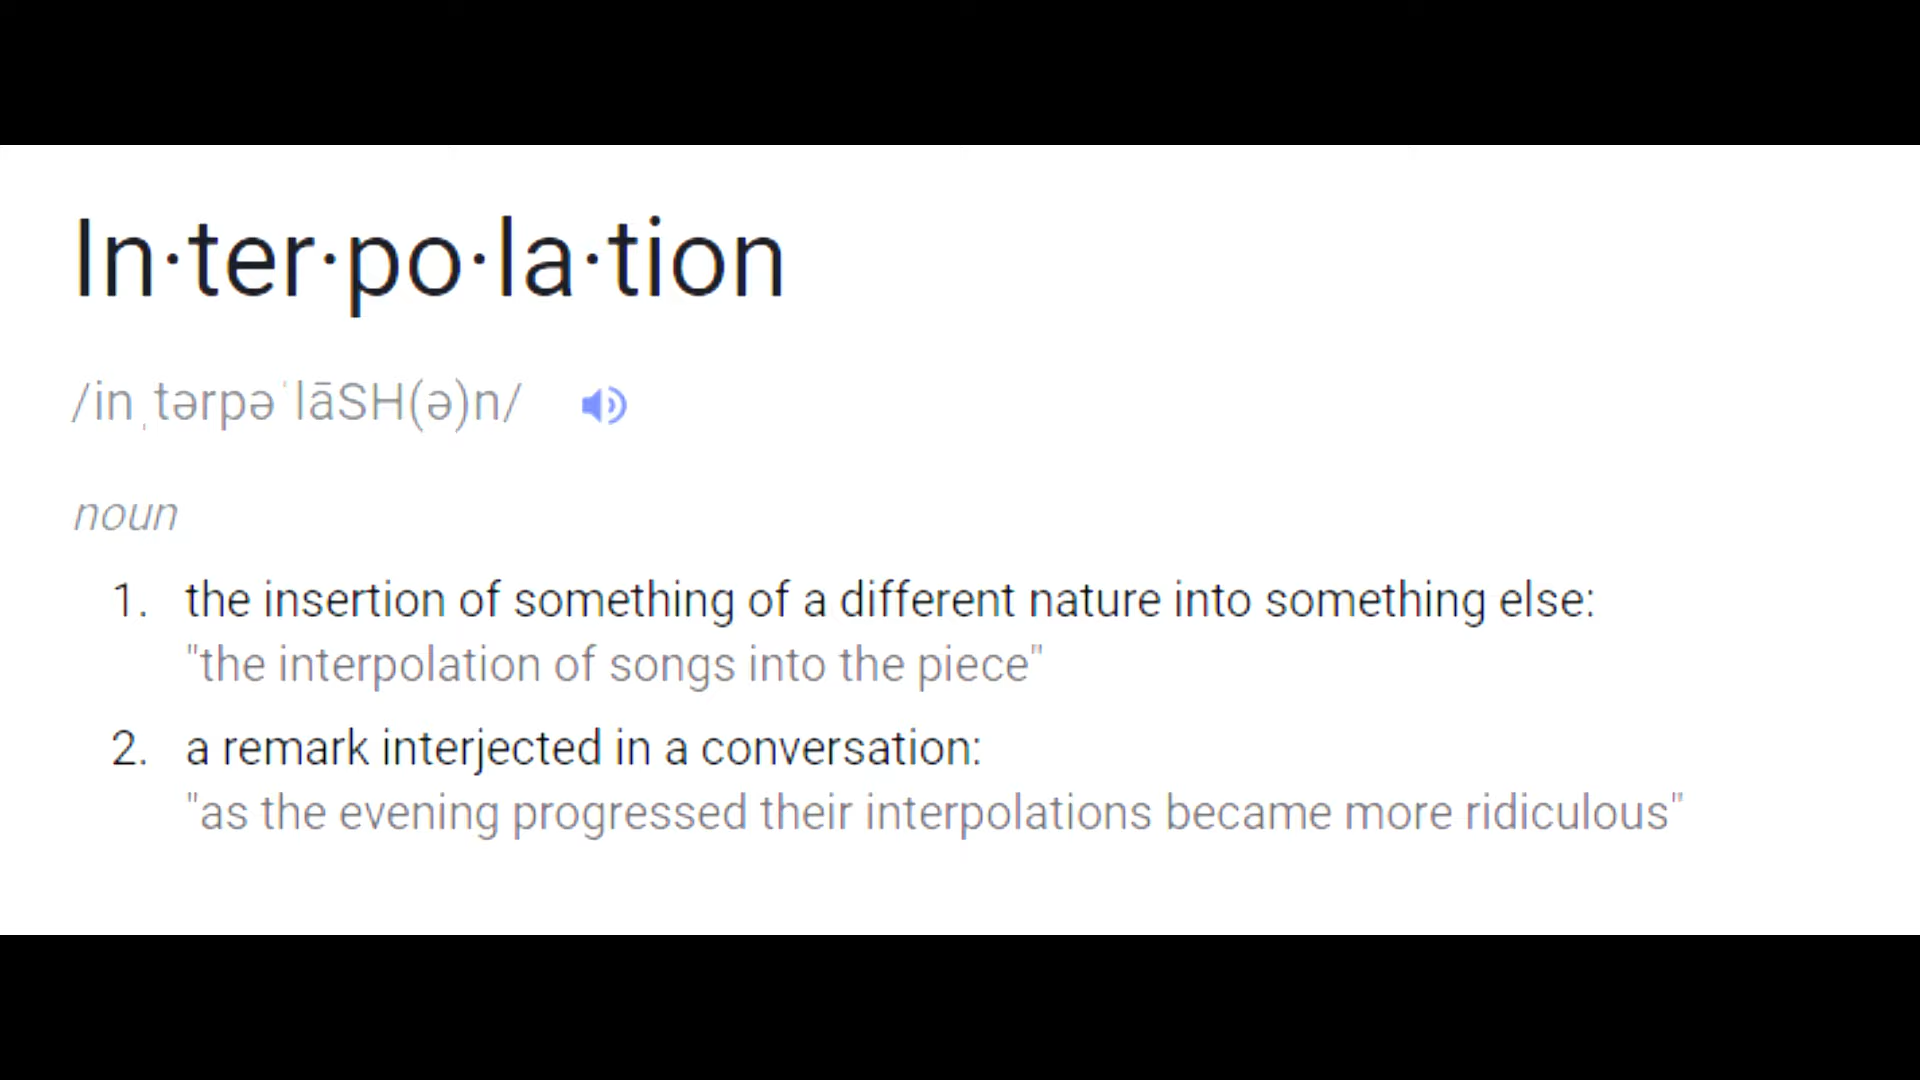 In·ter·po·la·tion
/inˌtərpəˈlāSH(ə)n/
noun
1. the insertion of something of a different nature into something else:
"the interpolation of songs into the piece"
2. a remark interjected in a conversation:
"as the evening progressed their interpolations became more ridiculous"